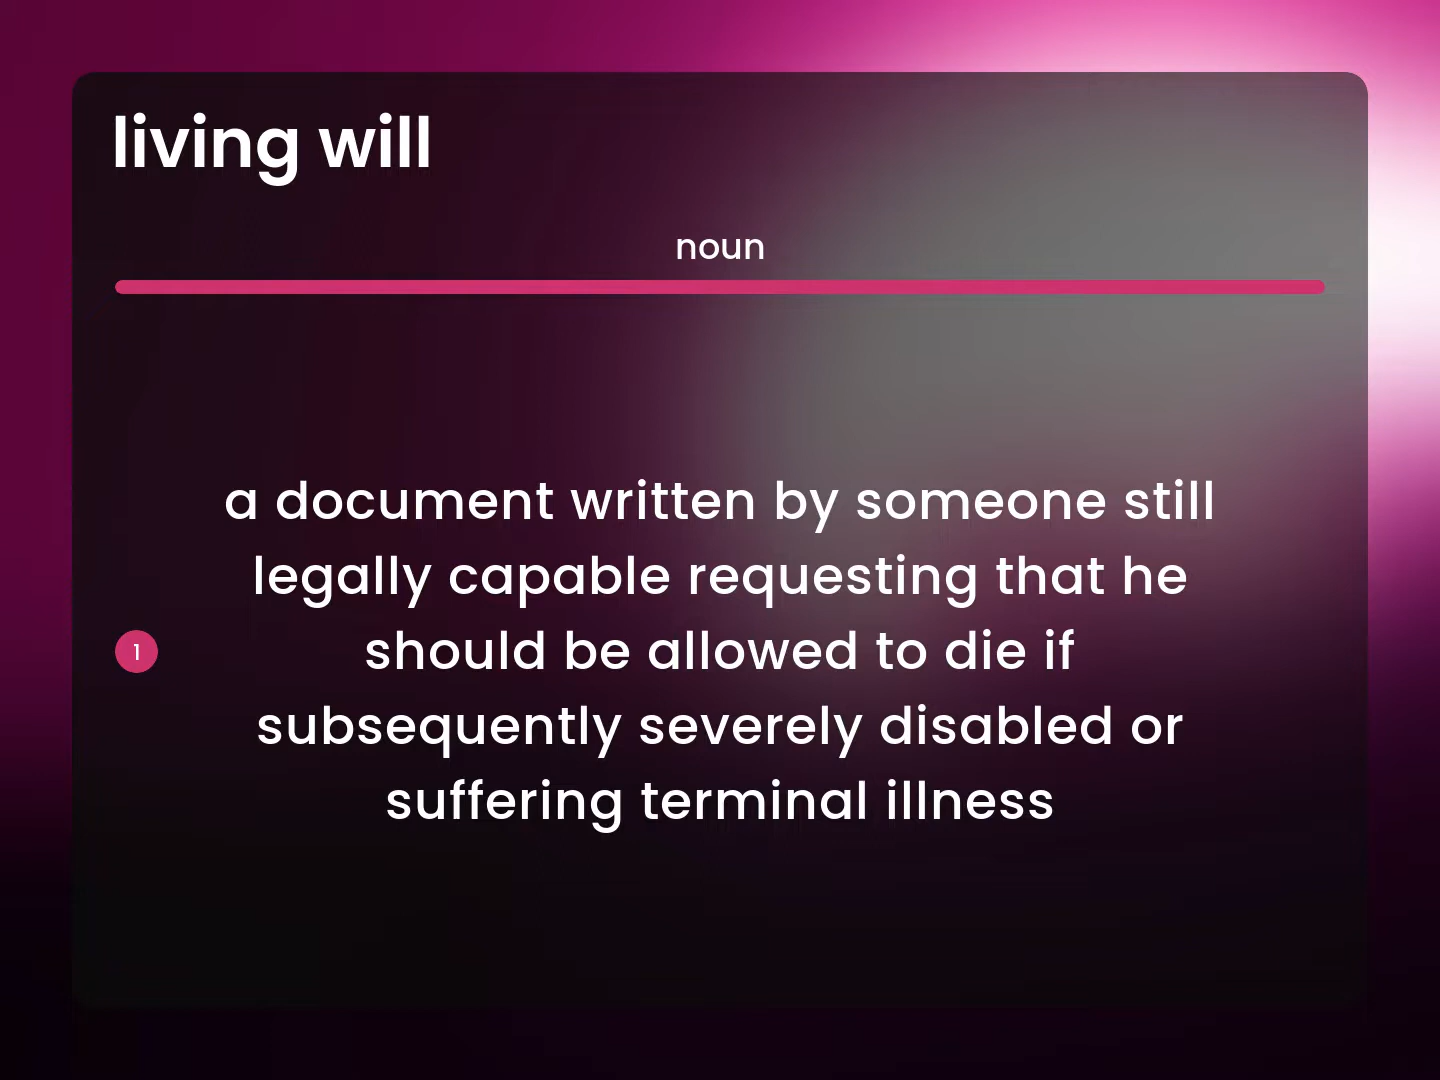 living will
noun
a document written by someone still
legally capable requesting that he
1
should be allowed to die if
subsequently severely disabled or
suffering terminal illness